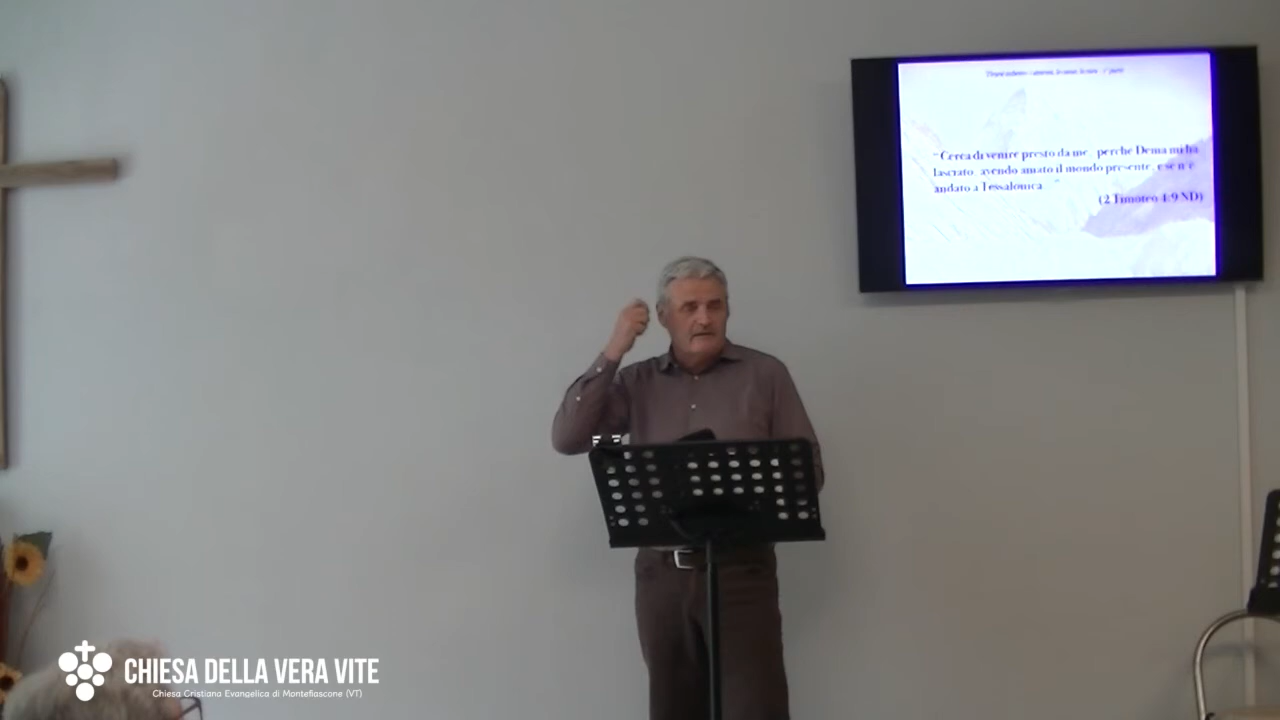 "Cerca di venire presto da me, perché Dema mi ha
lasciato, avendo amato il mondo presente, e se n'è
andato a Tessalonica
(2 Timoteo 4:9 ND)
CHIESA DELLA VERA VITE
Chiesa Cristiana Evangelica di Montefiascone (VT)